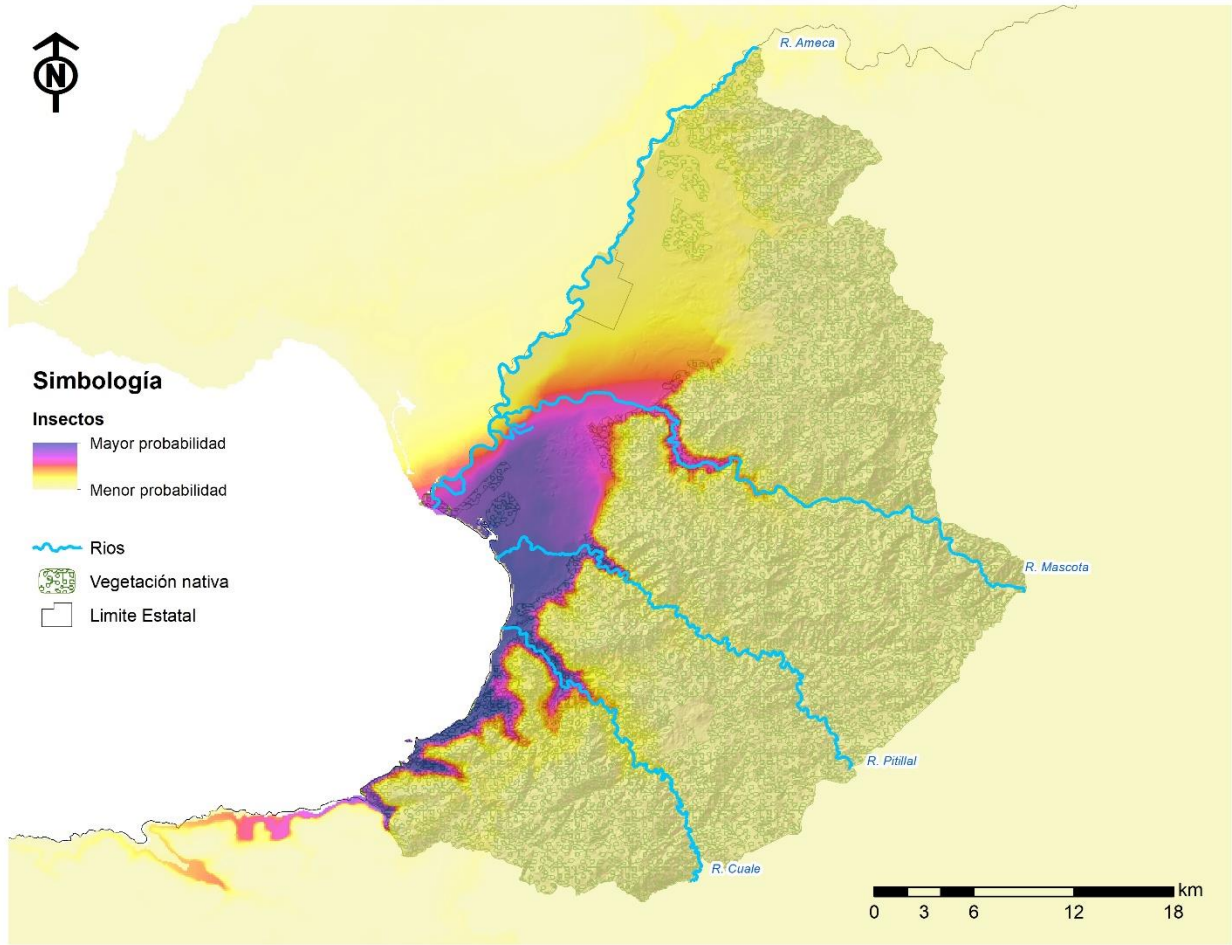 N
R. Ameca
Simbología
Insectos
Mayor probabilidad
Menor probabilidad
Rios
Vegetación nativa
Limite Estatal
R. Mascota
R. Pitillal
R. Cuale
km
0 3 6 12 18